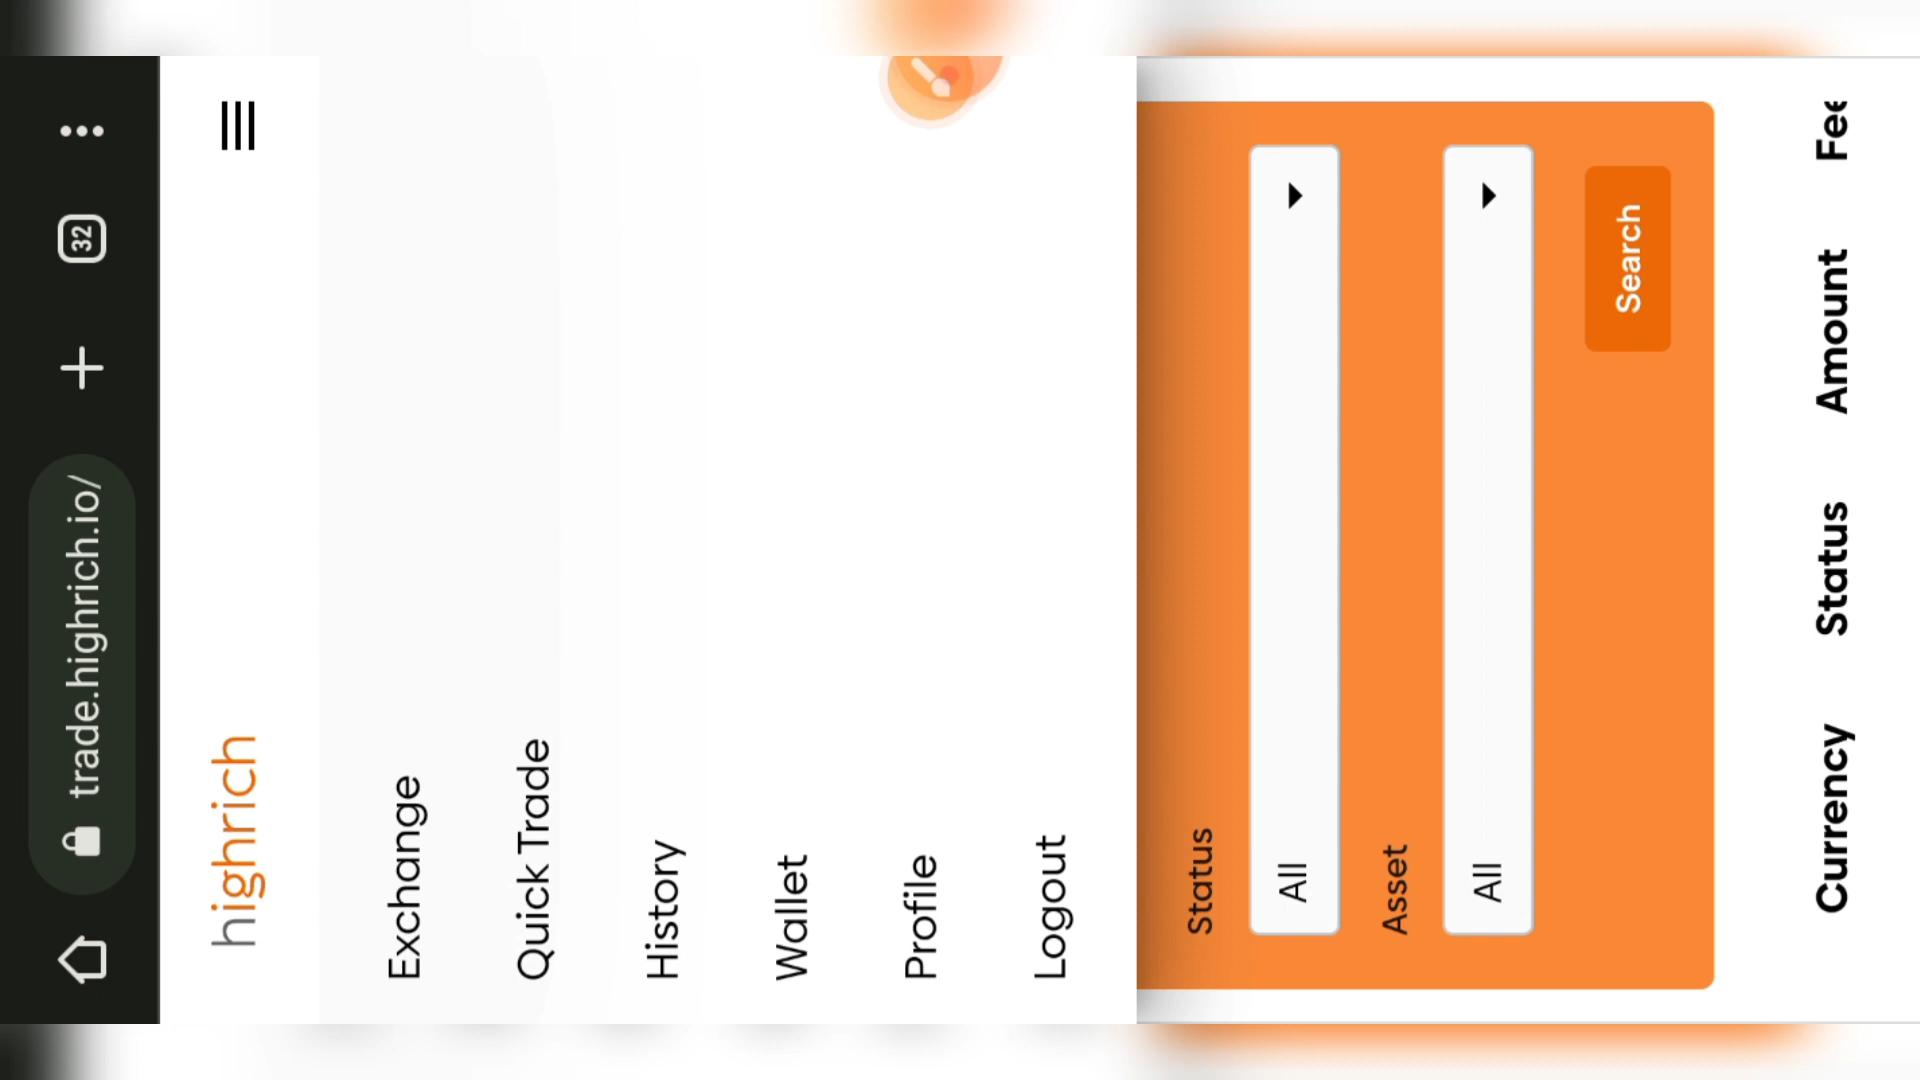 trade.highrich.io/
32
highrich
Exchange
Quick Trade
History
Wallet
Profile
Logout
Status
All
Asset
All
Search
Currency Status Amount Fee